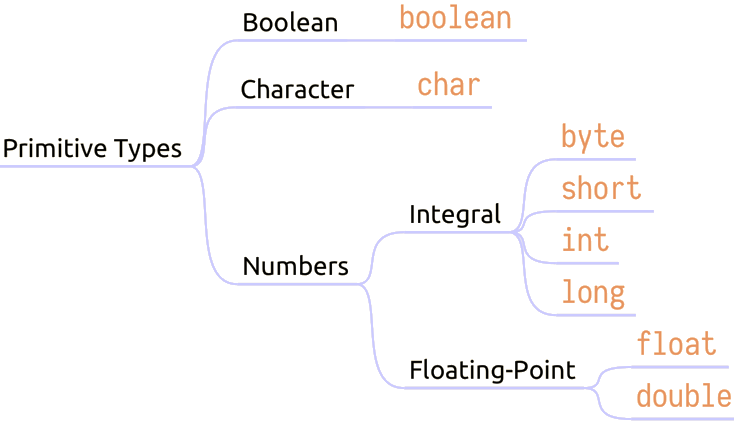 Primitive Types
Boolean
boolean
Character
char
Numbers
Integral
byte
short
int
long
Floating-Point
float
double